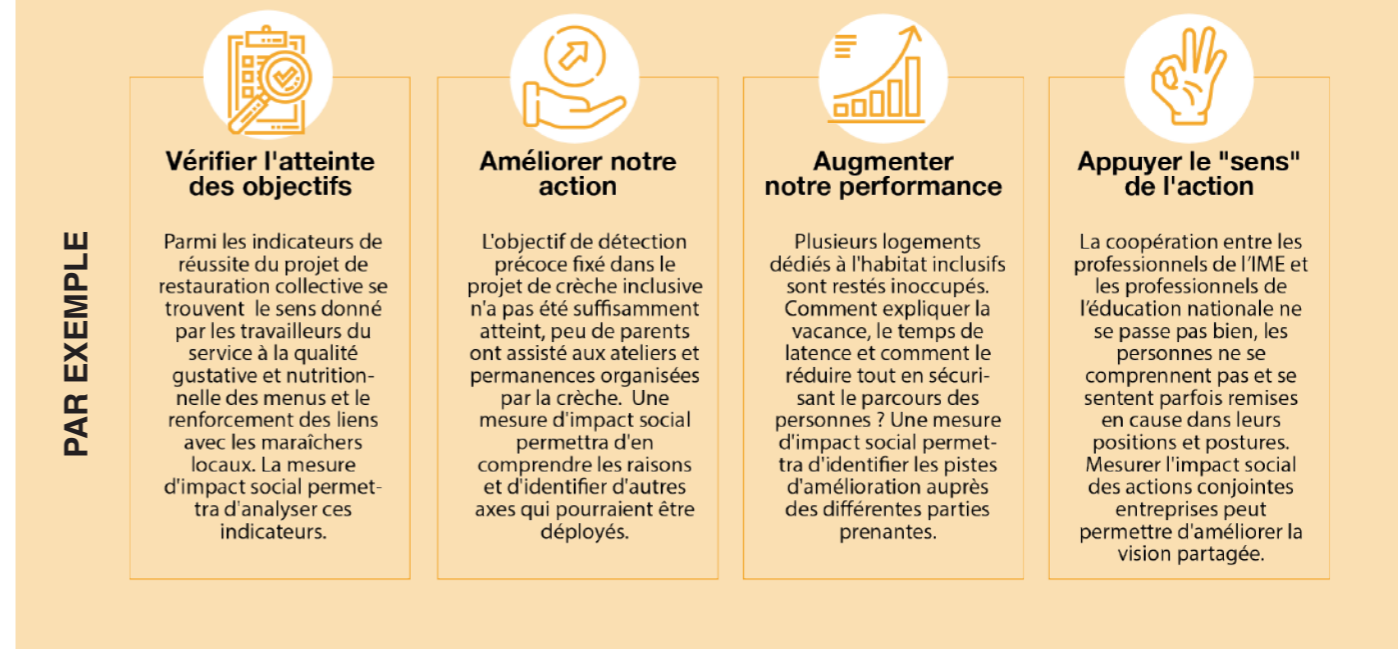 PAR EXEMPLE
Vérifier l'atteinte
des objectifs
Parmi les indicateurs de
réussite du projet de
restauration collective se
trouvent  le sens donné
par les travailleurs du
service à la qualité
gustative et nutrition-
nelle des menus et le
renforcement des liens
avec les maraîchers
locaux. La mesure
d'impact social permet-
tra d'analyser ces
indicateurs.
Améliorer notre
action
L'objectif de détection
précoce fixé dans le
projet de crèche inclusive
n'a pas été suffisamment
atteint, peu de parents
ont assisté aux ateliers et
permanences organisées
par la crèche.  Une
mesure d'impact social
permettra d'en
comprendre les raisons
et d'identifier d'autres
axes qui pourraient être
déployés.
Augmenter
notre performance
Plusieurs logements
dédiés à l'habitat inclusifs
sont restés inoccupés.
Comment expliquer la
vacance, le temps de
latence et comment le
réduire tout en sécuri-
sant le parcours des
personnes ? Une mesure
d'impact social permet-
tra d'identifier les pistes
d'amélioration auprès
des différentes parties
prenantes.
Appuyer le "sens"
de l'action
La coopération entre les
professionnels de l’IME et
les professionnels de
l’éducation nationale ne
se passe pas bien, les
personnes ne se
comprennent pas et se
sentent parfois remises
en cause dans leurs
positions et postures.
Mesurer l'impact social
des actions conjointes
entreprises peut
permettre d'améliorer la
vision partagée.